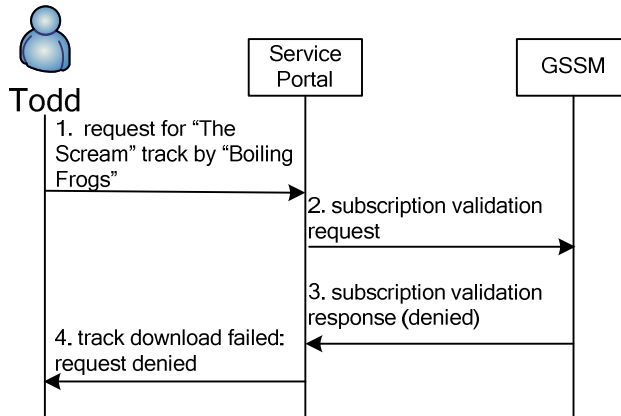 Service
Portal
GSSM
Todd
1. request for “The
Scream” track by “Boiling
Frogs”
2. subscription validation
request
3. subscription validation
response (denied)
4. track download failed:
request denied